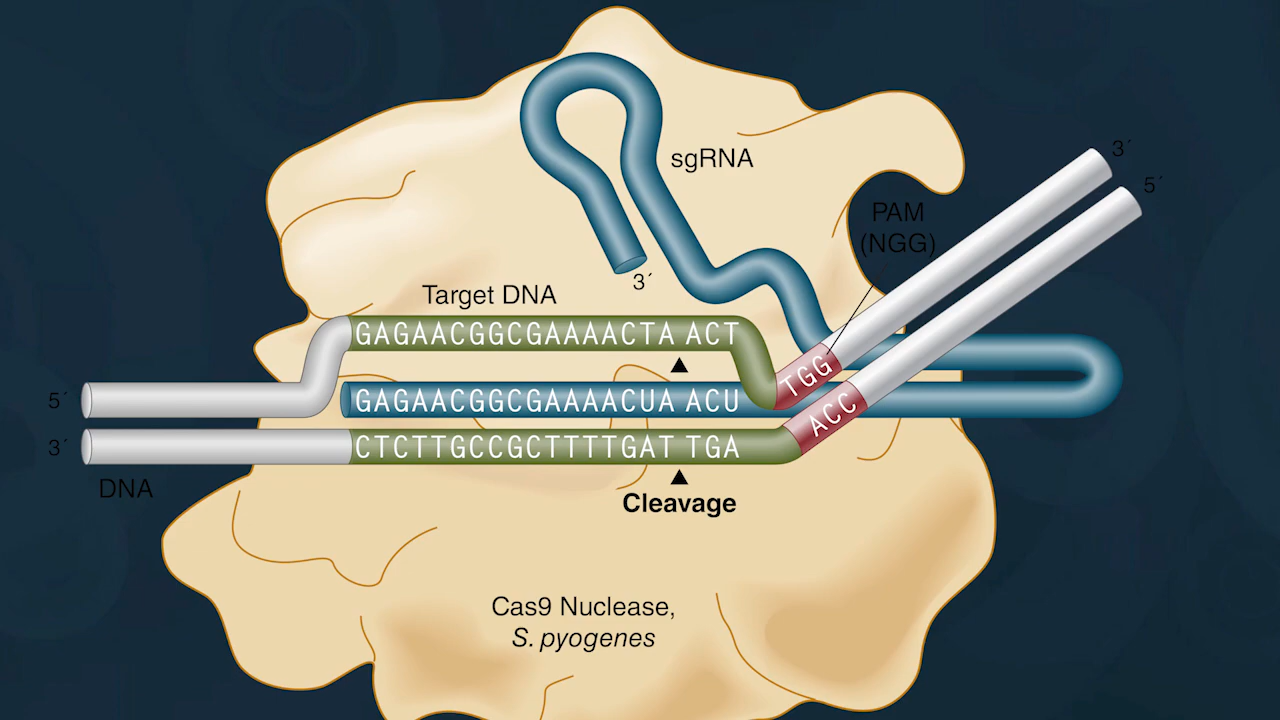 3´
5´
sgRNA
PAM
(NGG)
3´
Target DNA
GAGAACGGCGAAAACTA ACT
TGG
5´
GAGAACGGCGAAAACUA ACU
ACC
3´
CTCTTGCCGCTTTTGAT TGA
DNA
Cleavage
Cas9 Nuclease,
S. pyogenes